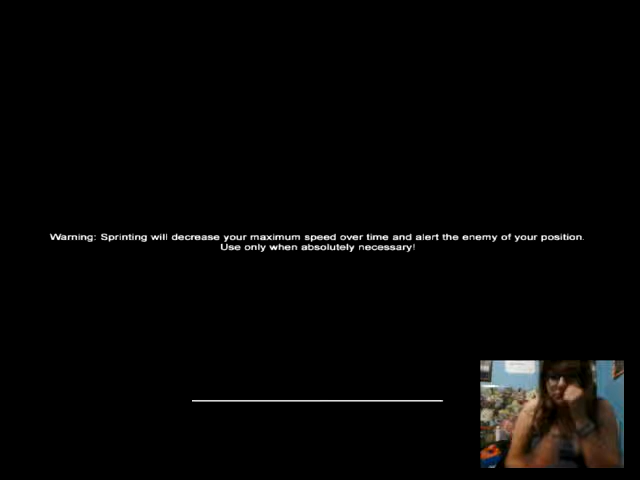 Warning: Sprinting will decrease your maximum speed over time and alert the enemy of your position.
Use only when absolutely necessary!